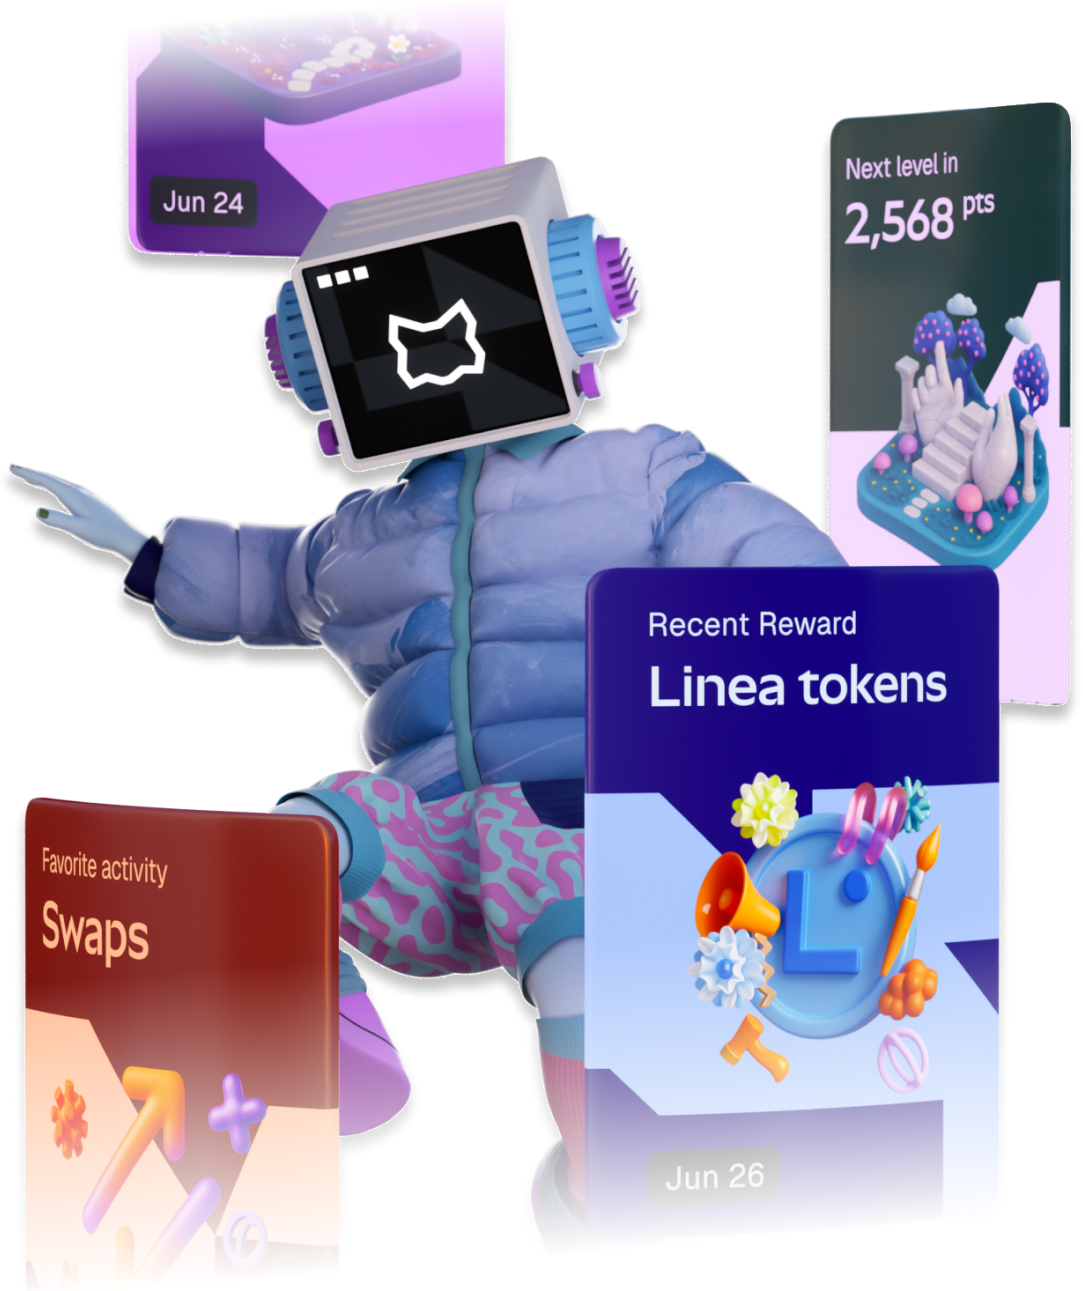 Jun 24
Next level in
2,568 pts
Recent Reward
Linea tokens
L
Favorite activity
Swaps
Jun 26